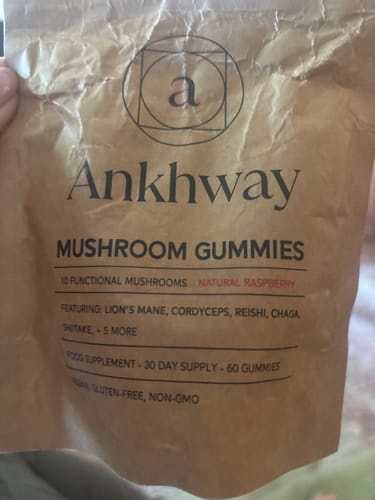 a
Ankhway
MUSHROOM GUMMIES
10 FUNCTIONAL MUSHROOMS NATURAL RASPBERRY
FEATURING: LION'S MANE, CORDYCEPS, REISHI, CHAGA,
SHIITAKE, + 5 MORE
FOOD SUPPLEMENT - 30 DAY SUPPLY - 60 GUMMIES
VEGAN, GLUTEN-FREE, NON-GMO